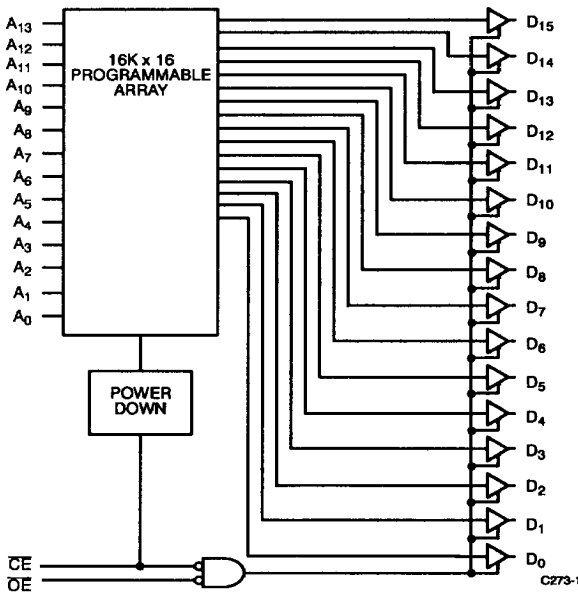 A13
A12
A11
A10
A9
A8
A7
A6
A5
A4
A3
A2
A1
A0
16K x 16
PROGRAMMABLE
ARRAY
POWER
DOWN
CE
OE
D15
D14
D13
D12
D11
D10
D9
D8
D7
D6
D5
D4
D3
D2
D1
D0
C273-1